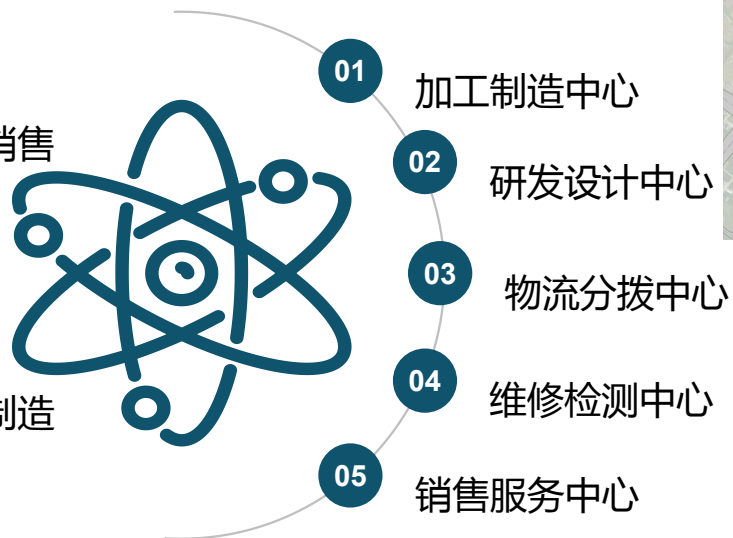 01
加工制造中心
销售
02
研发设计中心
03
物流分拨中心
04
维修检测中心
制造
05
销售服务中心